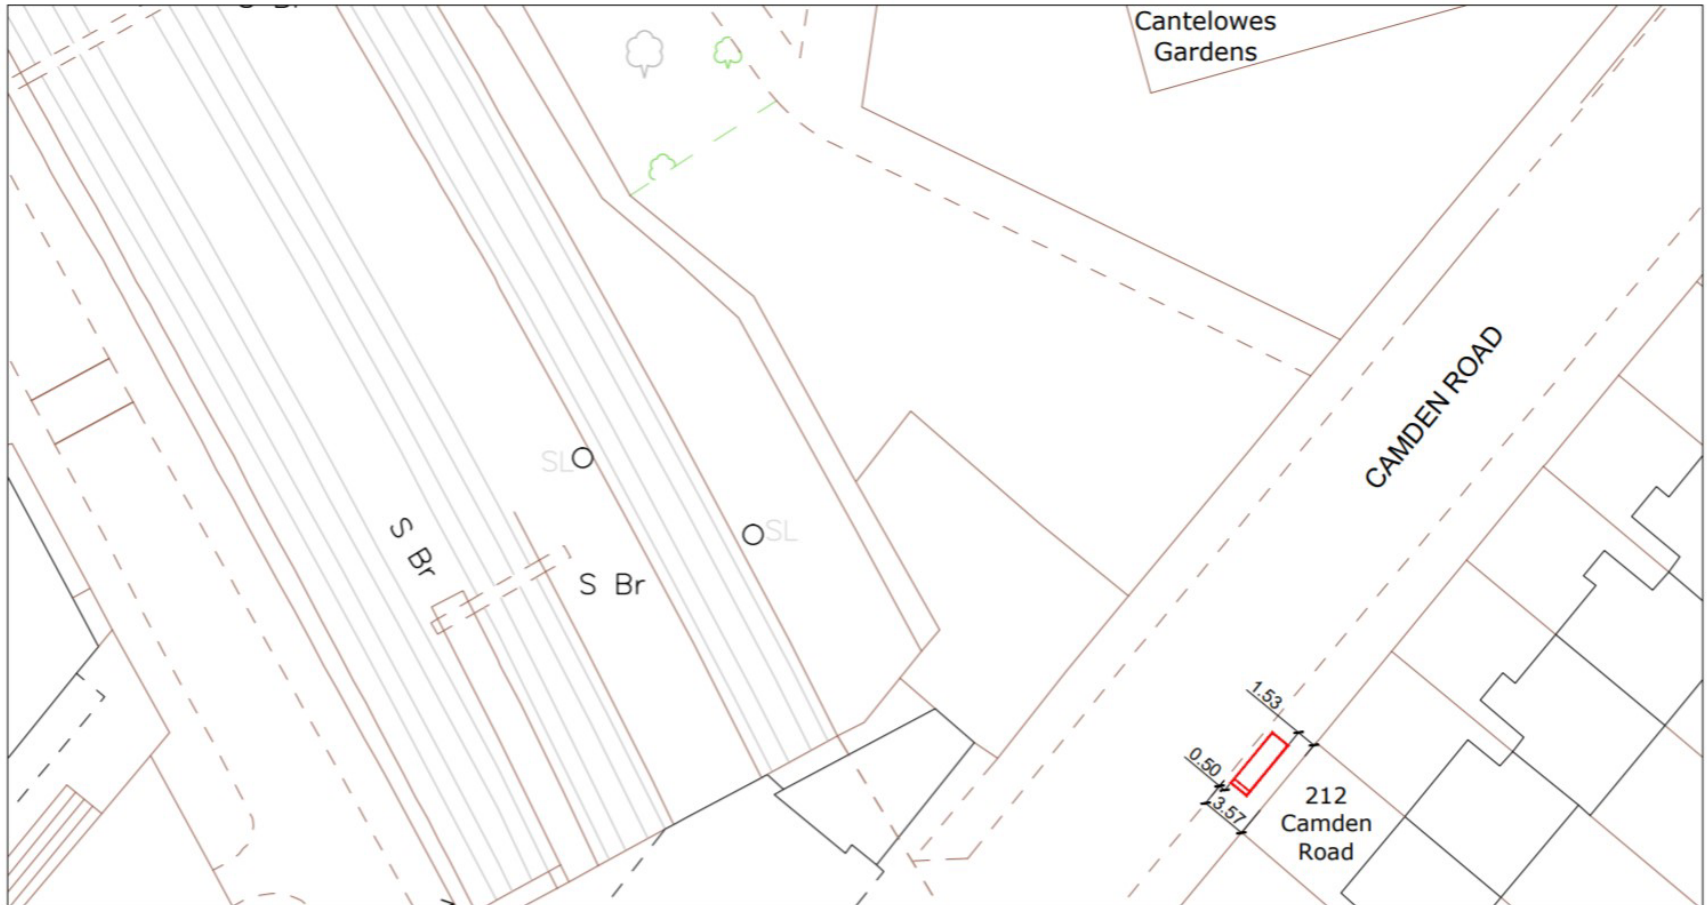 Cantelowes
Gardens
CAMDEN ROAD
SL
SL
S Br
S Br
1.53
0.50
3.57
212
Camden
Road